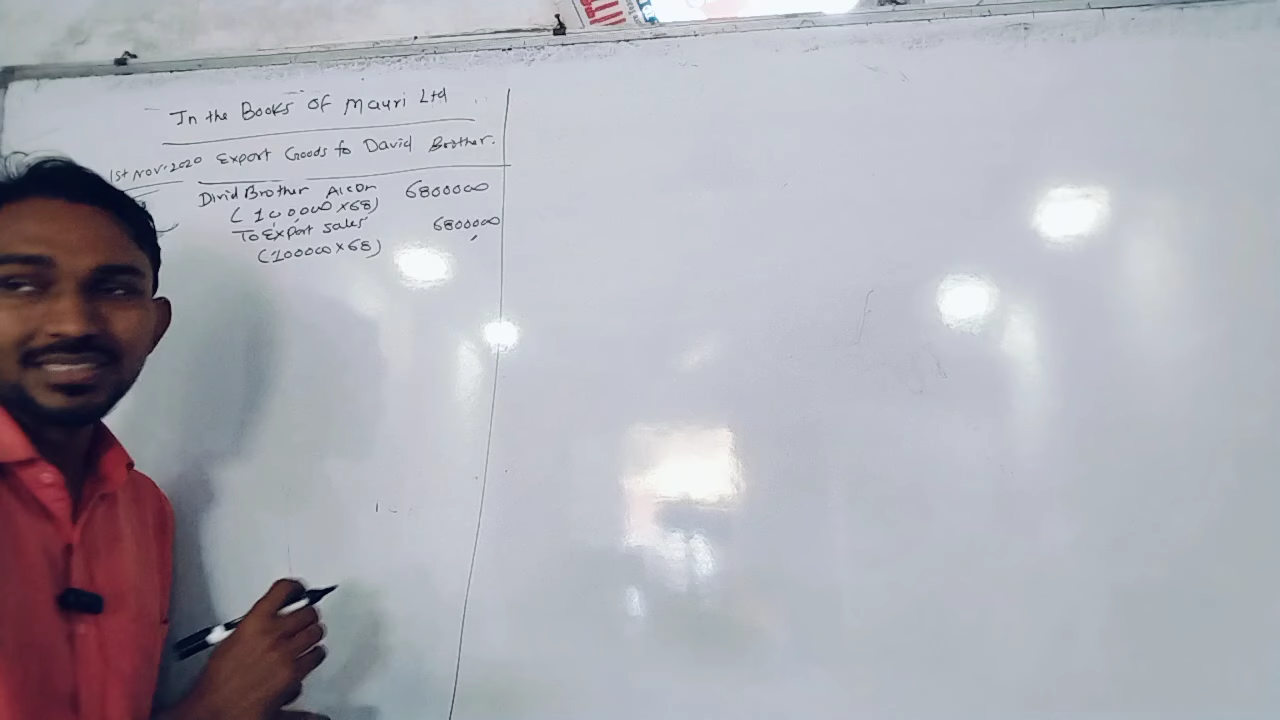 In the Books of Mauri Ltd
1st Nov. 2020 Export Goods to David Brother.
Divid Brother A/c Dr 6800000
(100000 x 68)
To Export Sales 6800000
(100000 x 68)